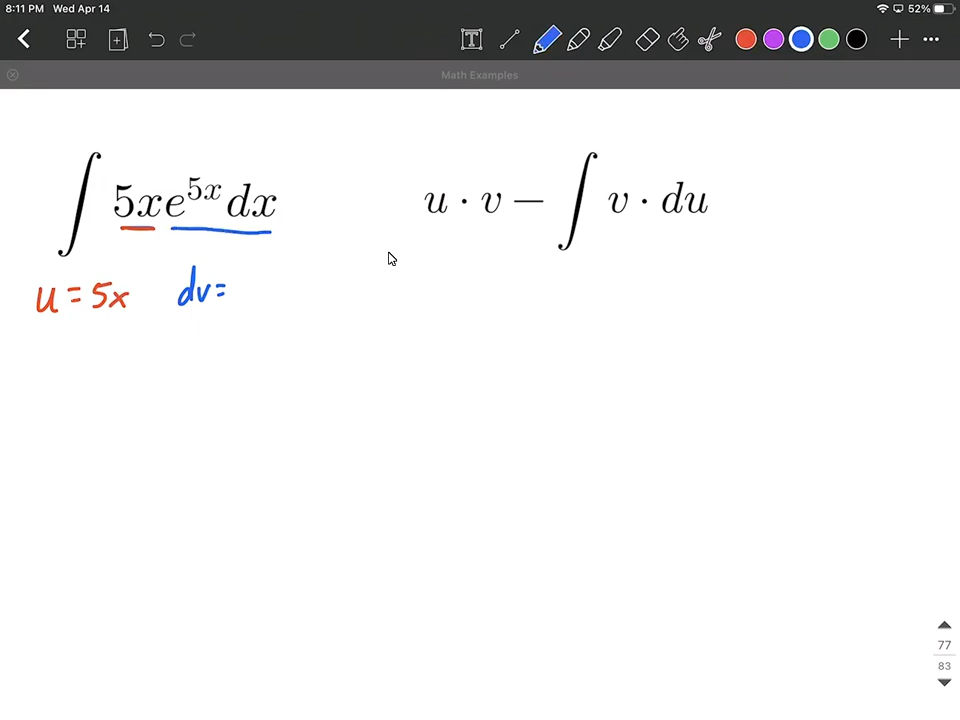 8:11 PM Wed Apr 14 52%
T
Math Examples
∫ 5xe^{5x} dx u · v − ∫ v · du
u = 5x dv=
77
83